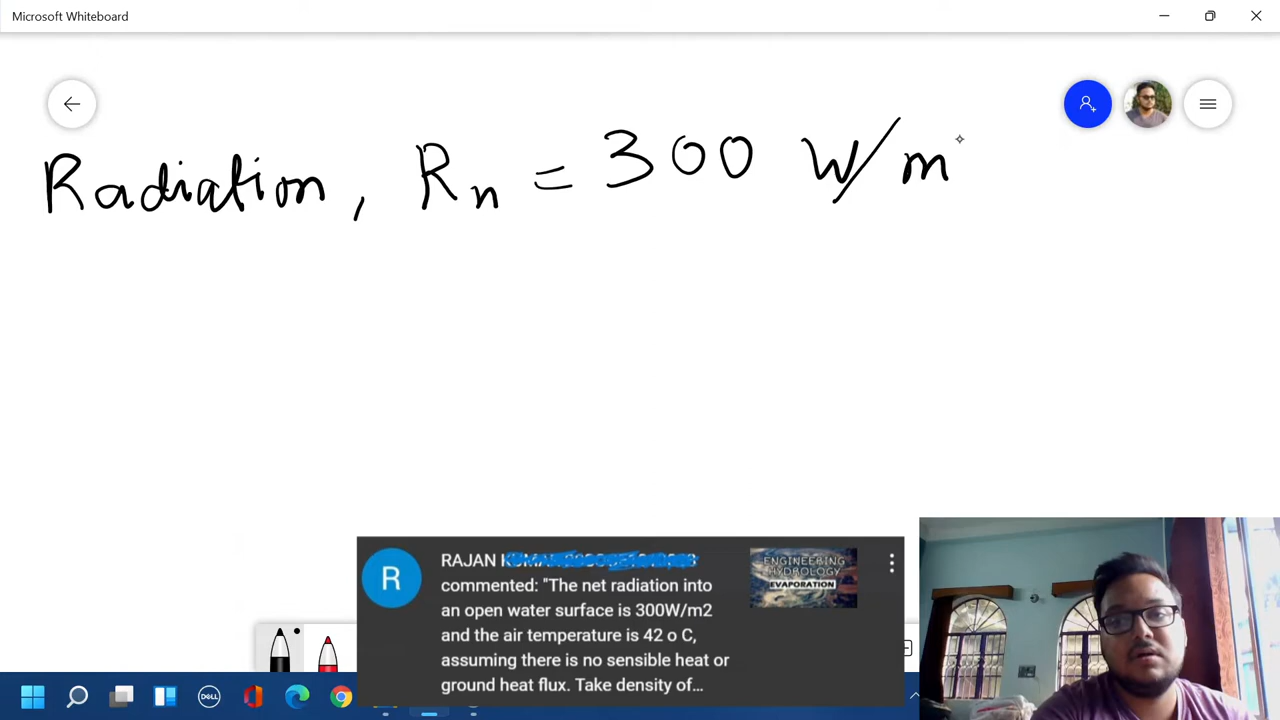 Microsoft Whiteboard
Radiation, Rn = 300 W/m
RAJAN
commented: "The net radiation into
an open water surface is 300W/m2
and the air temperature is 42 o C,
assuming there is no sensible heat or
ground heat flux. Take density of...
R
ENGINEERING
HYDROLOGY
EVAPORATION
DELL